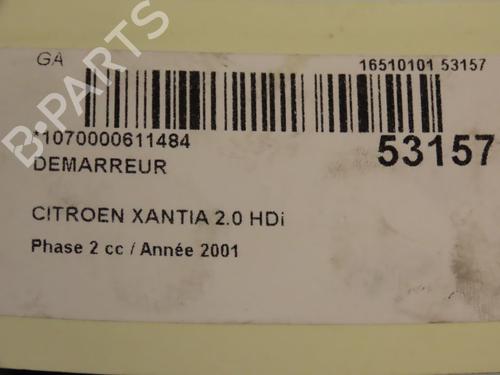 GA
16510101 53157
*1070000611484
53157
DEMARREUR
CITROEN XANTIA 2.0 HDi
Phase 2 cc / Année 2001
B-PARTS